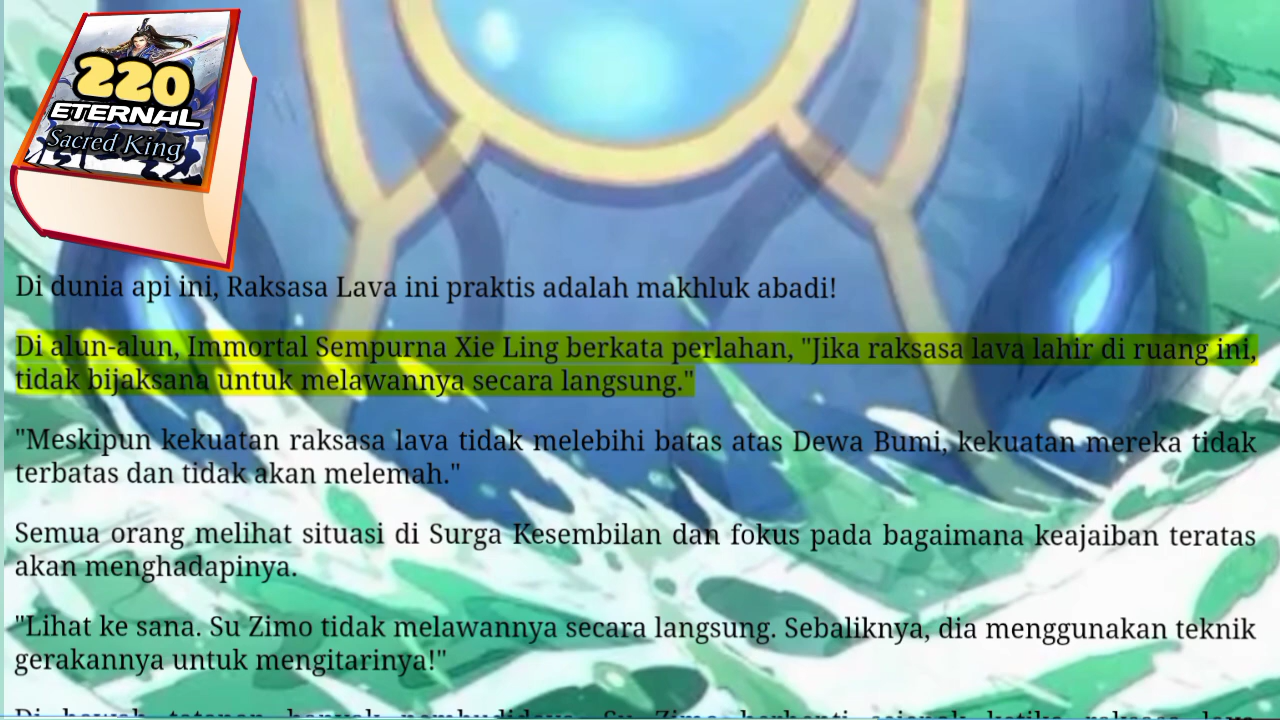 220
ETERNAL
Sacred King
Di dunia api ini, Raksasa Lava ini praktis adalah makhluk abadi!
Di alun-alun, Immortal Sempurna Xie Ling berkata perlahan, "Jika raksasa lava lahir di ruang ini,
tidak bijaksana untuk melawannya secara langsung."
"Meskipun kekuatan raksasa lava tidak melebihi batas atas Dewa Bumi, kekuatan mereka tidak
terbatas dan tidak akan melemah."
Semua orang melihat situasi di Surga Kesembilan dan fokus pada bagaimana keajaiban teratas
akan menghadapinya.
"Lihat ke sana. Su Zimo tidak melawannya secara langsung. Sebaliknya, dia menggunakan teknik
gerakannya untuk mengitarinya!"